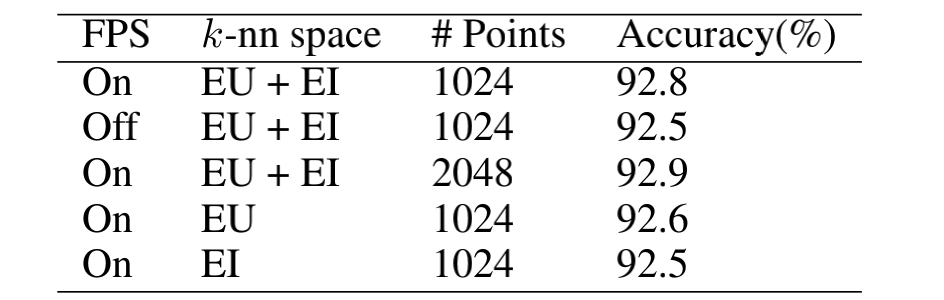 FPS k-nn space # Points Accuracy(%)
On EU + EI 1024 92.8
Off EU + EI 1024 92.5
On EU + EI 2048 92.9
On EU 1024 92.6
On EI 1024 92.5